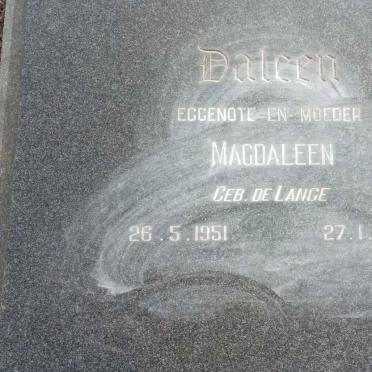 Daleen
EGGENOTE EN MOEDER
MAGDALEEN
GEB. DE LANGE
26.5.1951 27.1